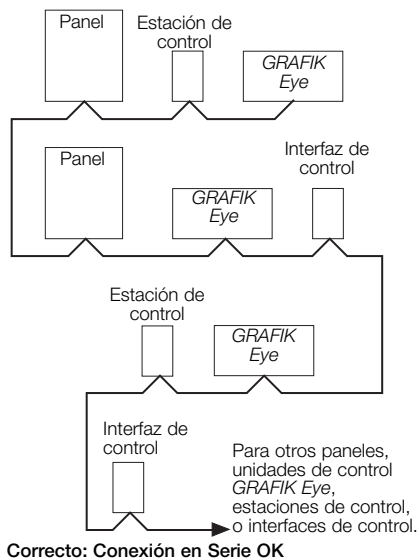 Panel
Estación de
control
GRAFIK
Eye
Panel
GRAFIK
Eye
Interfaz de
control
Estación de
control
GRAFIK
Eye
Interfaz de
control
Para otros paneles,
unidades de control
GRAFIK Eye,
estaciones de control,
o interfaces de control.
Correcto: Conexión en Serie OK